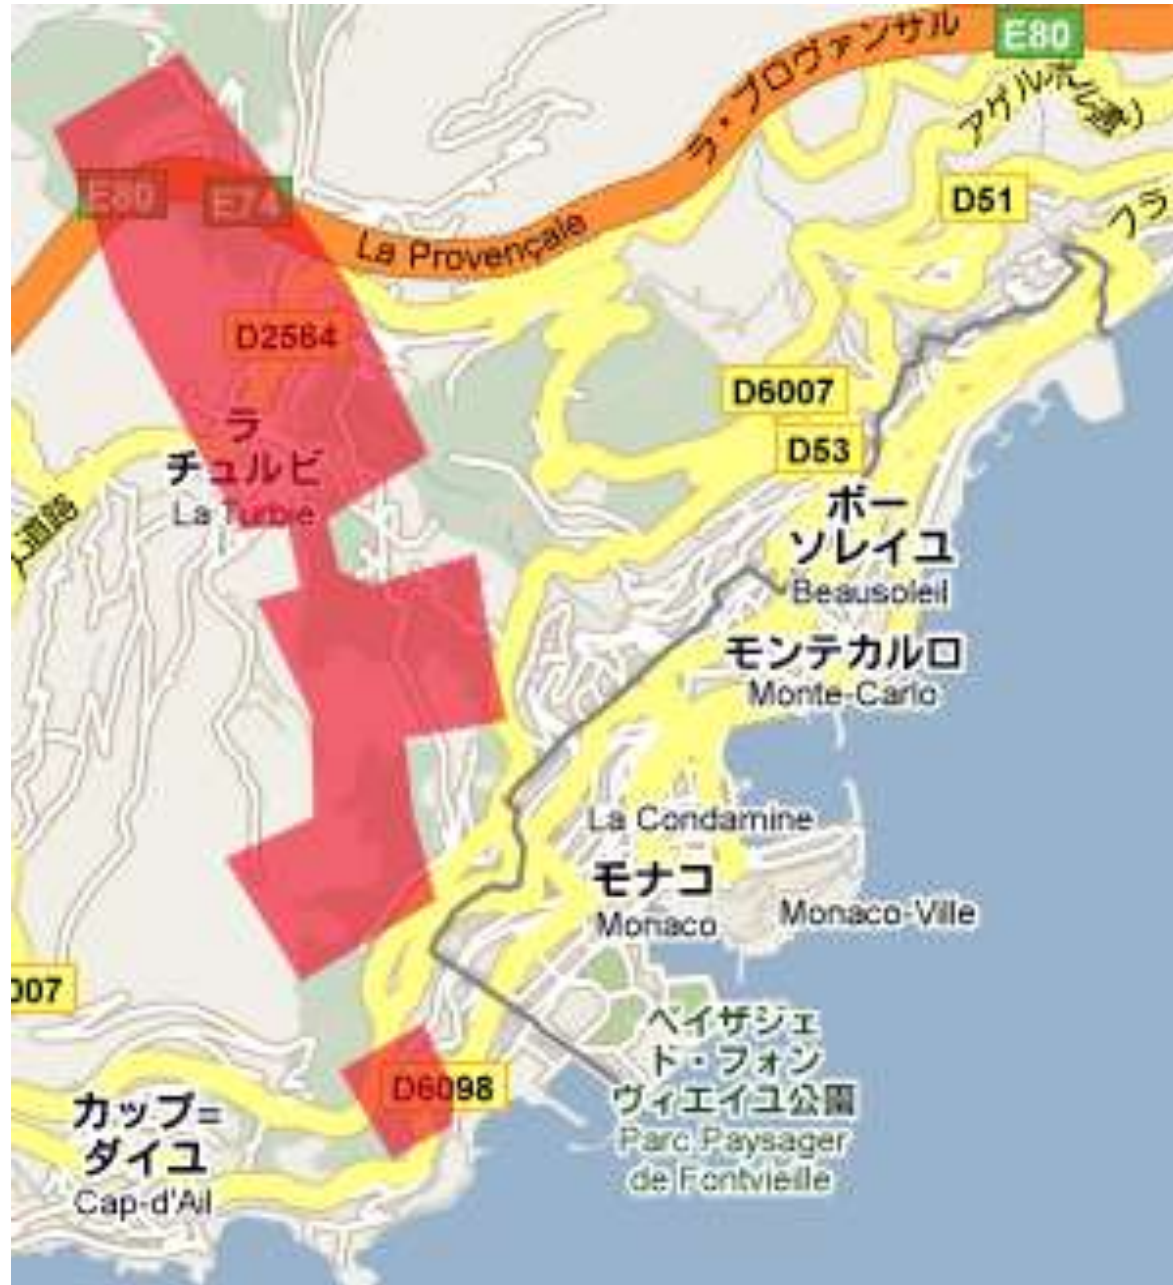 E80
ラ・プロヴァンサル
D51
E80
E74
La Provençale
フラ
D2564
D6007
D53
ラ
チュルビ
La Turbie
道路
ボー
ソレイユ
Beausoleil
モンテカルロ
Monte-Carlo
La Condamine
モナコ
Monaco
Monaco-Ville
007
ペイザジェ
ド・フォン
ヴィエイユ公園
Parc Paysager
de Fontvieille
D6098
カップ=
ダイユ
Cap-d'Ail